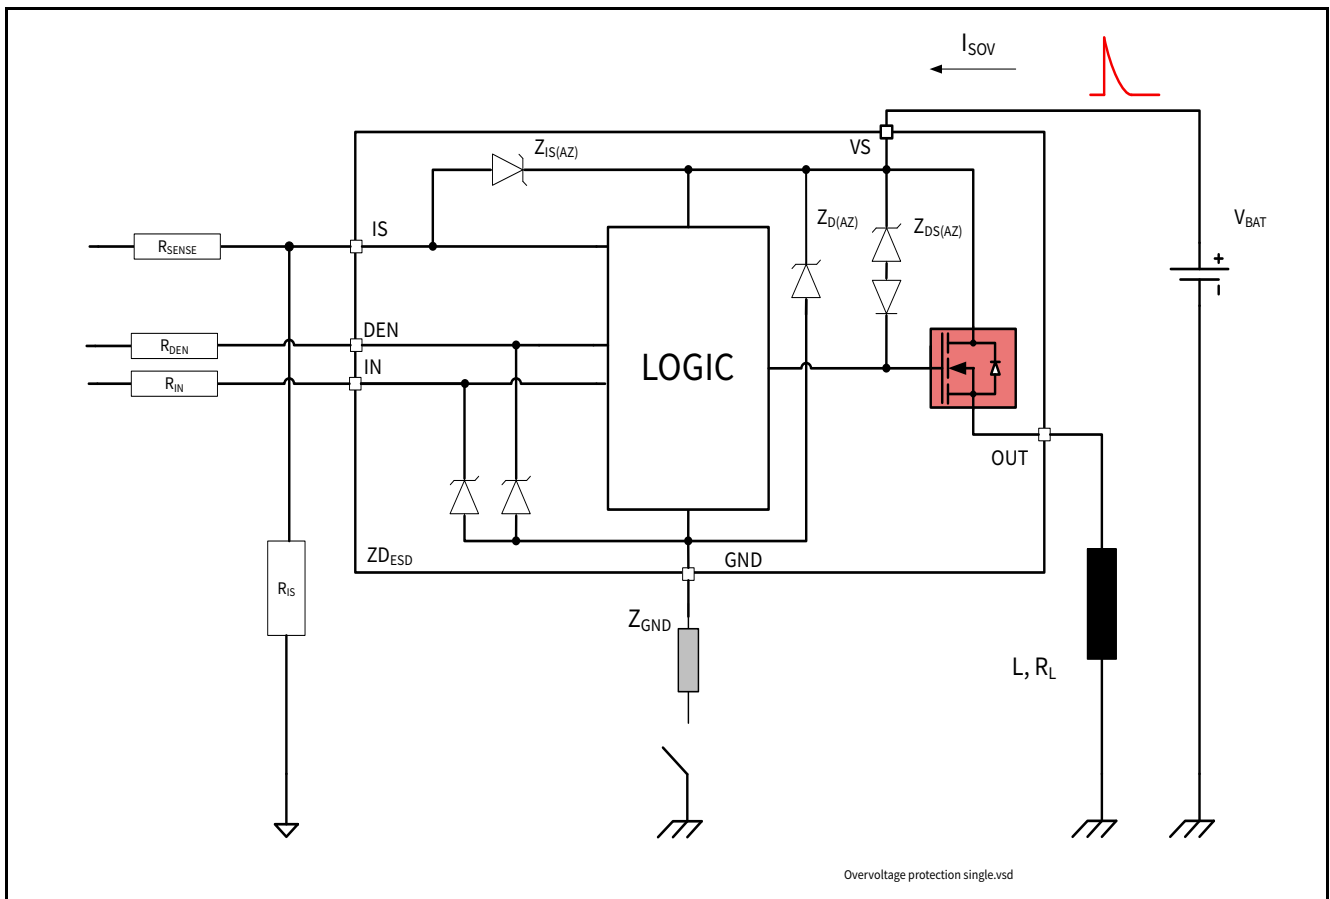 I_SOV
VS
Z_IS(AZ)
IS
Z_D(AZ)
Z_DS(AZ)
V_BAT
R_SENSE
+
DEN
R_DEN
IN
LOGIC
R_IN
OUT
ZD_ESD
GND
R_IS
Z_GND
L, R_L
Overvoltage protection single.vsd